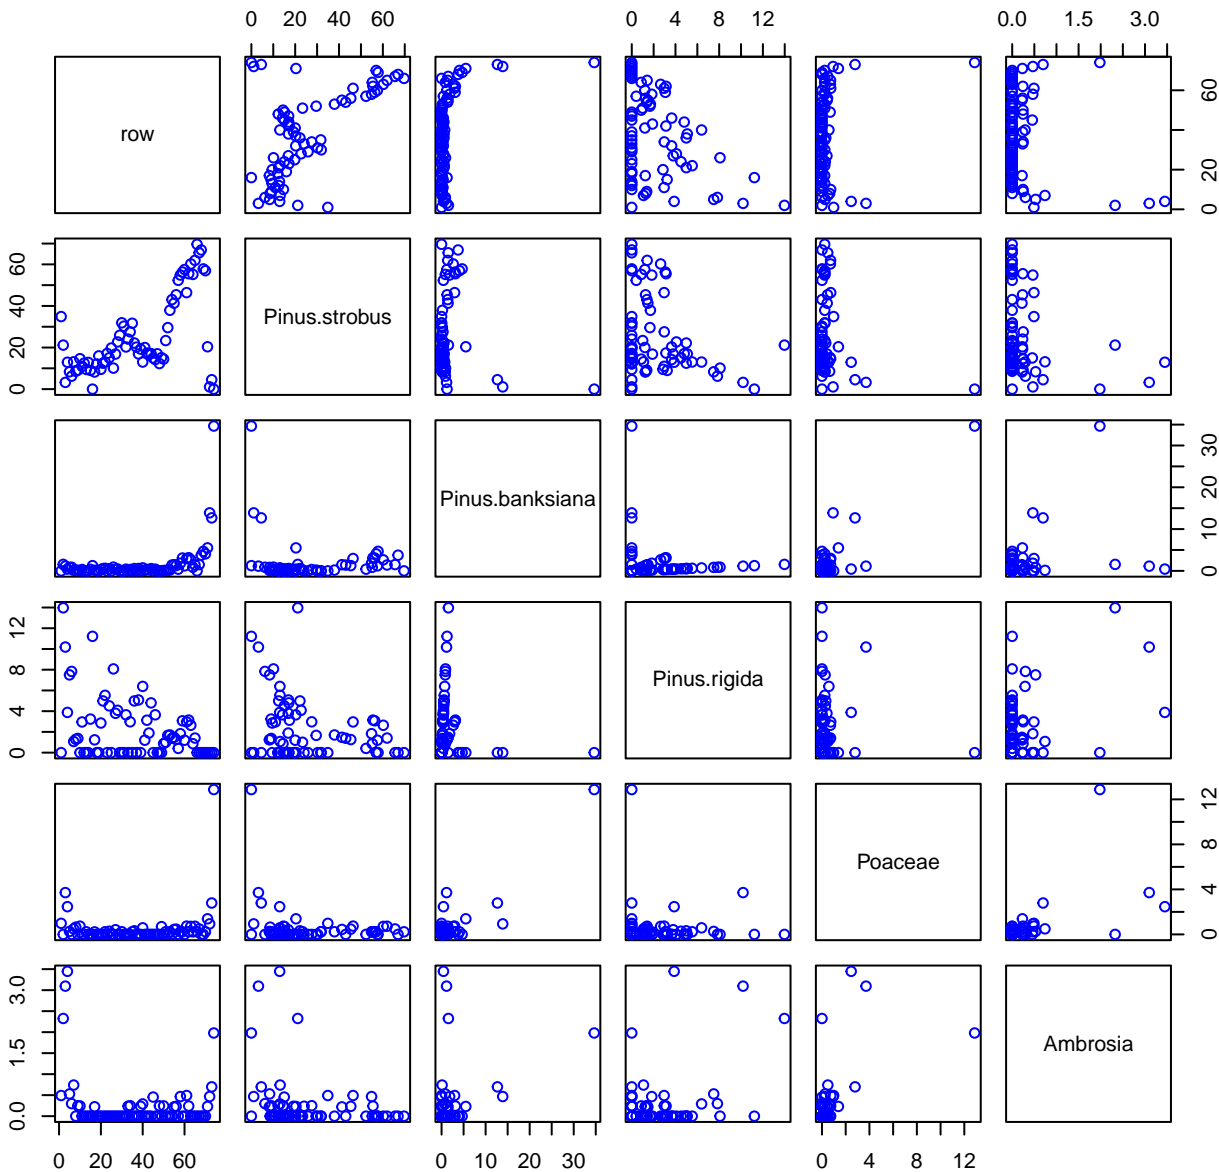 0 20 40 60 0 4 8 12 0.0 1.5 3.0
row
0 20 40 60
0 20 40 60
Pinus.strobus
Pinus.banksiana
0 10 20 30
0 4 8 12
Pinus.rigida
Poaceae
0 4 8 12
0.0 1.5 3.0
Ambrosia
0 20 40 60 0 10 20 30 0 4 8 12